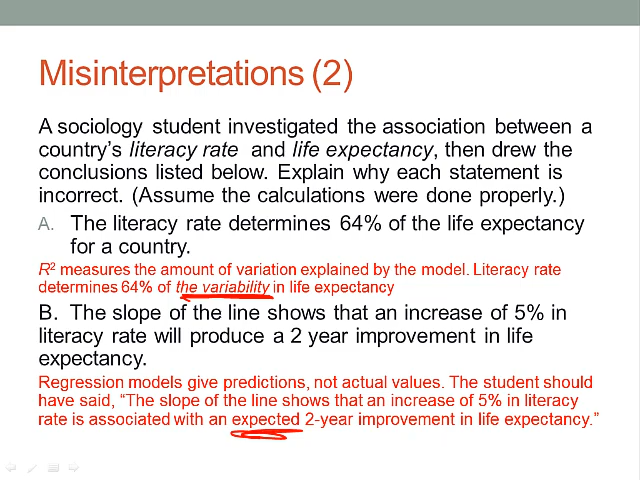 Misinterpretations (2)
A sociology student investigated the association between a
country's literacy rate and life expectancy, then drew the
conclusions listed below. Explain why each statement is
incorrect. (Assume the calculations were done properly.)
A. The literacy rate determines 64% of the life expectancy
for a country.
R² measures the amount of variation explained by the model. Literacy rate
determines 64% of the variability in life expectancy
B. The slope of the line shows that an increase of 5% in
literacy rate will produce a 2 year improvement in life
expectancy.
Regression models give predictions, not actual values. The student should
have said, “The slope of the line shows that an increase of 5% in literacy
rate is associated with an expected 2-year improvement in life expectancy.”